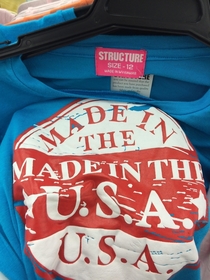 STRUCTURE
SIZE - 12
MADE IN
THE
MADE IN THE
U.S.A.
U.S.A.